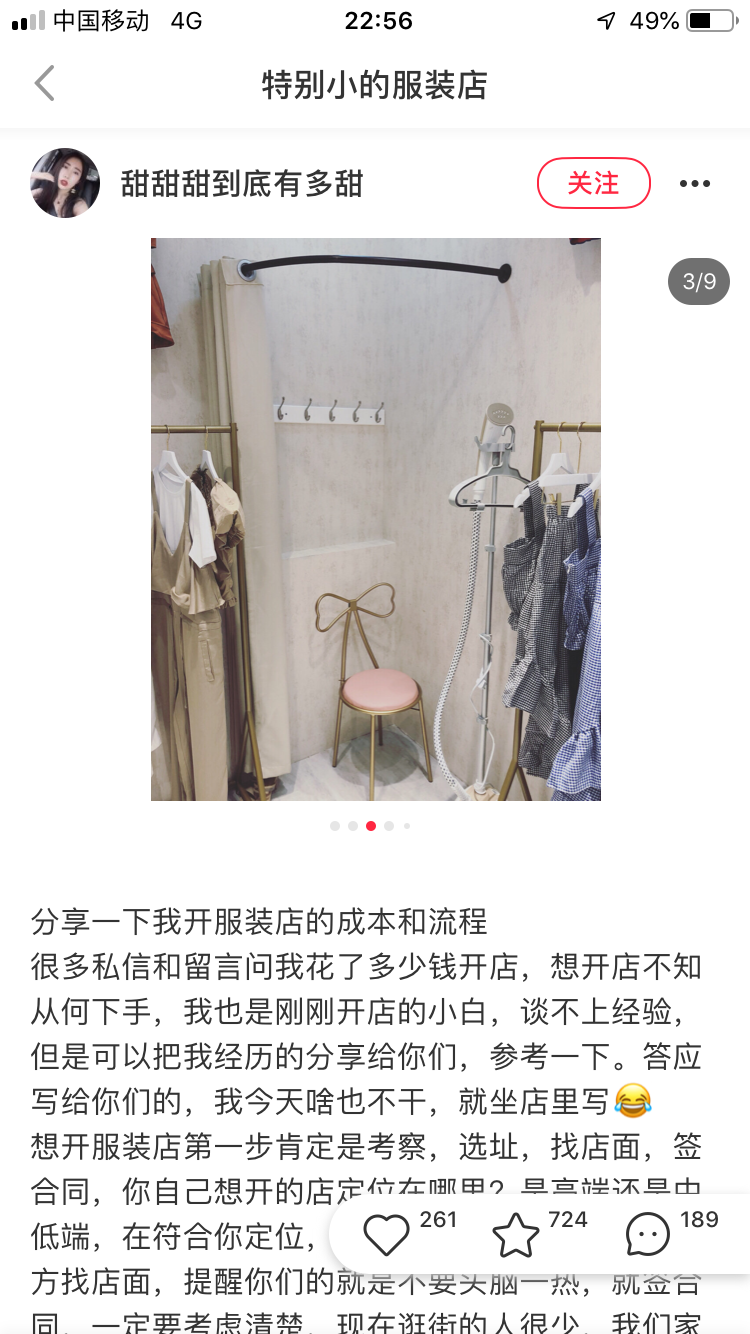 中国移动 4G 22:56 49%
特别小的服装店
甜甜甜到底有多甜 关注
3/9
分享一下我开服装店的成本和流程
很多私信和留言问我花了多少钱开店，想开店不知
从何下手，我也是刚刚开店的小白，谈不上经验，
但是可以把我经历的分享给你们，参考一下。答应
写给你们的，我今天啥也不干，就坐店里写😂
想开服装店第一步肯定是考察，选址，找店面，签
合同，你自己想开的店定位在哪里？是高端还是中
低端，在符合你定位，
261 724 189
方找店面，提醒你们的就是不要头脑一热，就签合
同，一定要考虑清楚，现在逛街的人很少，我们家